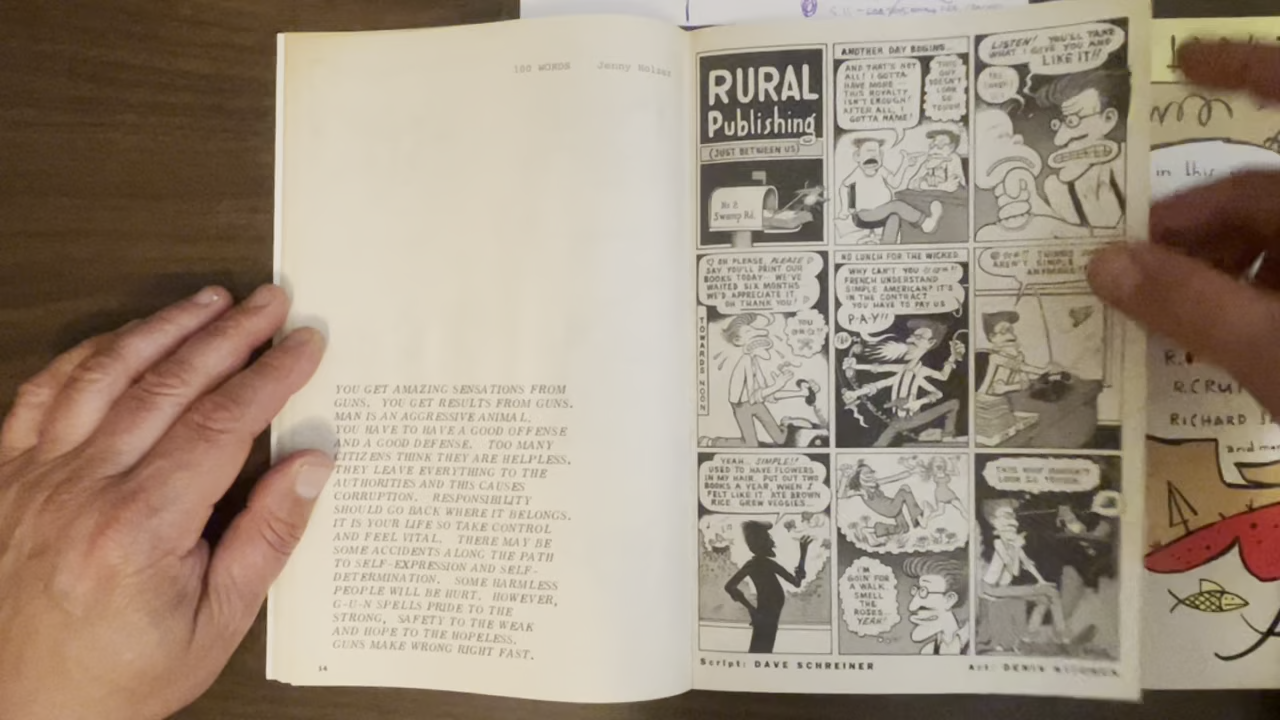 100 WORDS Jenny Holzer
YOU GET AMAZING SENSATIONS FROM
GUNS. YOU GET RESULTS FROM GUNS.
MAN IS AN AGGRESSIVE ANIMAL.
YOU HAVE TO HAVE A GOOD OFFENSE
AND A GOOD DEFENSE. TOO MANY
CITIZENS THINK THEY ARE HELPLESS.
THEY LEAVE EVERYTHING TO THE
AUTHORITIES AND THIS CAUSES
CORRUPTION. RESPONSIBILITY
SHOULD GO BACK WHERE IT BELONGS.
IT IS YOUR LIFE SO TAKE CONTROL
AND FEEL VITAL. THERE MAY BE
SOME ACCIDENTS ALONG THE PATH
TO SELF-EXPRESSION AND SELF-
DETERMINATION. SOME HARMLESS
PEOPLE WILL BE HURT. HOWEVER,
G-U-N SPELLS PRIDE TO THE
STRONG, SAFETY TO THE WEAK
AND HOPE TO THE HOPELESS.
GUNS MAKE WRONG RIGHT FAST.
RURAL
Publishing
(JUST BETWEEN US)
Rt 2
Swamp Rd.
ANOTHER DAY BEGINS...
AND THAT'S NOT
ALL! I GOTTA
HAVE MORE --
THIS ROYALTY
ISN'T ENOUGH!
AFTER ALL, I
GOTTA NAME!
THIS
GUY
DOESN'T
LOOK
SO
TOUGH
LISTEN! YOU'LL TAKE
WHAT I GIVE YOU AND
LIKE IT!!
OH PLEASE, PLEASE
SAY YOU'LL PRINT OUR
BOOKS TODAY-- WE'VE
WAITED SIX MONTHS
WE'D APPRECIATE IT.
OH THANK YOU!
YOU
TOWARDS NOON
NO LUNCH FOR THE WICKED
WHY CAN'T YOU
FRENCH UNDERSTAND
SIMPLE AMERICAN? IT'S
IN THE CONTRACT
YOU HAVE TO PAY US
P-A-Y!!
THINGS
AREN'T SIMPLE
ANYMORE
YEAH... SIMPLE!!
USED TO HAVE FLOWERS
IN MY HAIR. PUT OUT TWO
BOOKS A YEAR, WHEN I
FELT LIKE IT. ATE BROWN
RICE. GREW VEGGIES...
I'M
GOIN' FOR
A WALK.
SMELL
THE
ROSES..
YEAH!
THIS GUY DOESN'T
LOOK SO TOUGH
Script: DAVE SCHREINER
Art: DENIS
in this
R.CRU
RICHARD